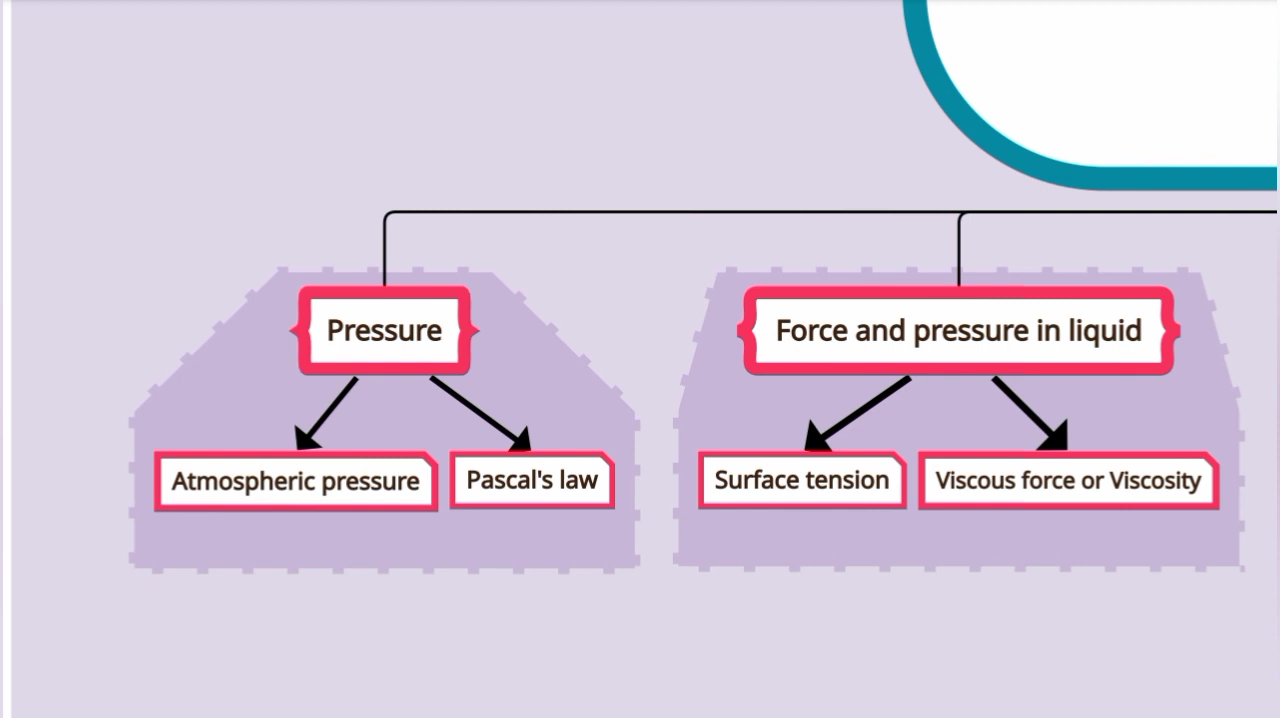 Pressure
Force and pressure in liquid
Atmospheric pressure
Pascal's law
Surface tension
Viscous force or Viscosity